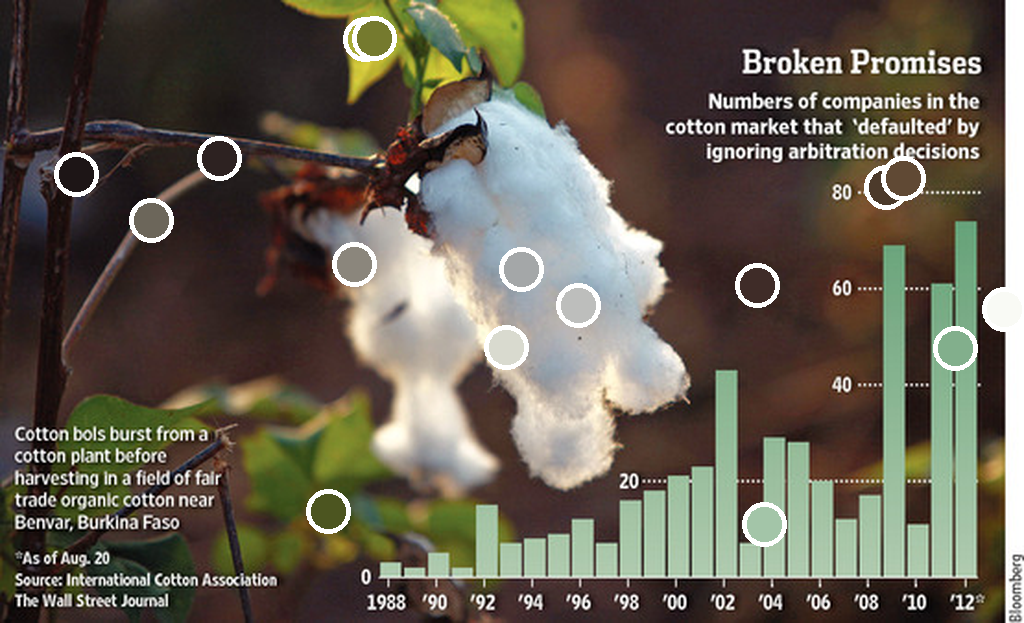 Broken Promises
Numbers of companies in the
cotton market that 'defaulted' by
ignoring arbitration decisions
80
60
40
20
0
1988 '90 '92 '94 '96 '98 '00 '02 '04 '06 '08 '10 '12☆
Cotton bols burst from a
cotton plant before
harvesting in a field of fair
trade organic cotton near
Benvar, Burkina Faso
☆As of Aug. 20
Source: International Cotton Association
The Wall Street Journal
Bloomberg